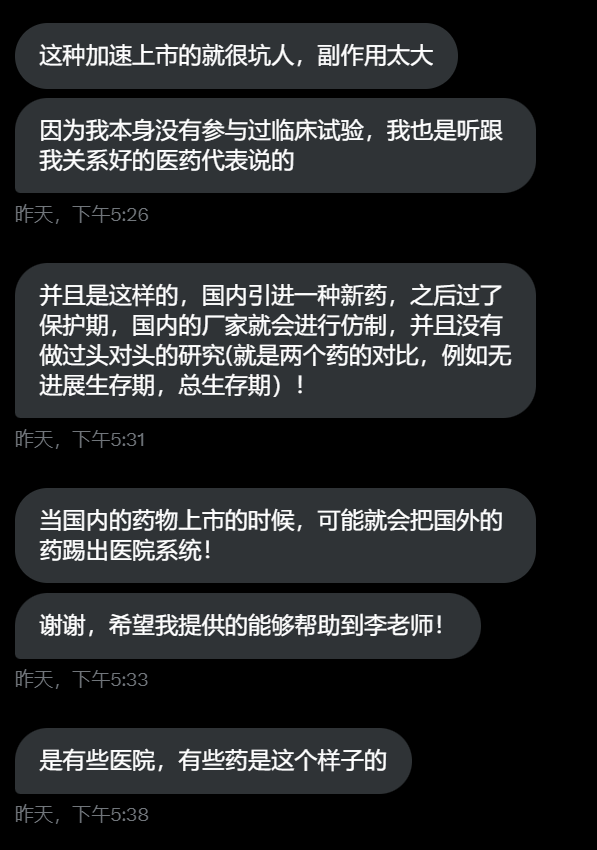 这种加速上市的就很坑人，副作用太大
因为我本身没有参与过临床试验，我也是听跟
我关系好的医药代表说的
昨天，下午5:26
并且是这样的，国内引进一种新药，之后过了
保护期，国内的厂家就会进行仿制，并且没有
做过头对头的研究(就是两个药的对比，例如无
进展生存期，总生存期）！
昨天，下午5:31
当国内的药物上市的时候，可能就会把国外的
药踢出医院系统！
谢谢，希望我提供的能够帮助到李老师！
昨天，下午5:33
是有些医院，有些药是这个样子的
昨天，下午5:38